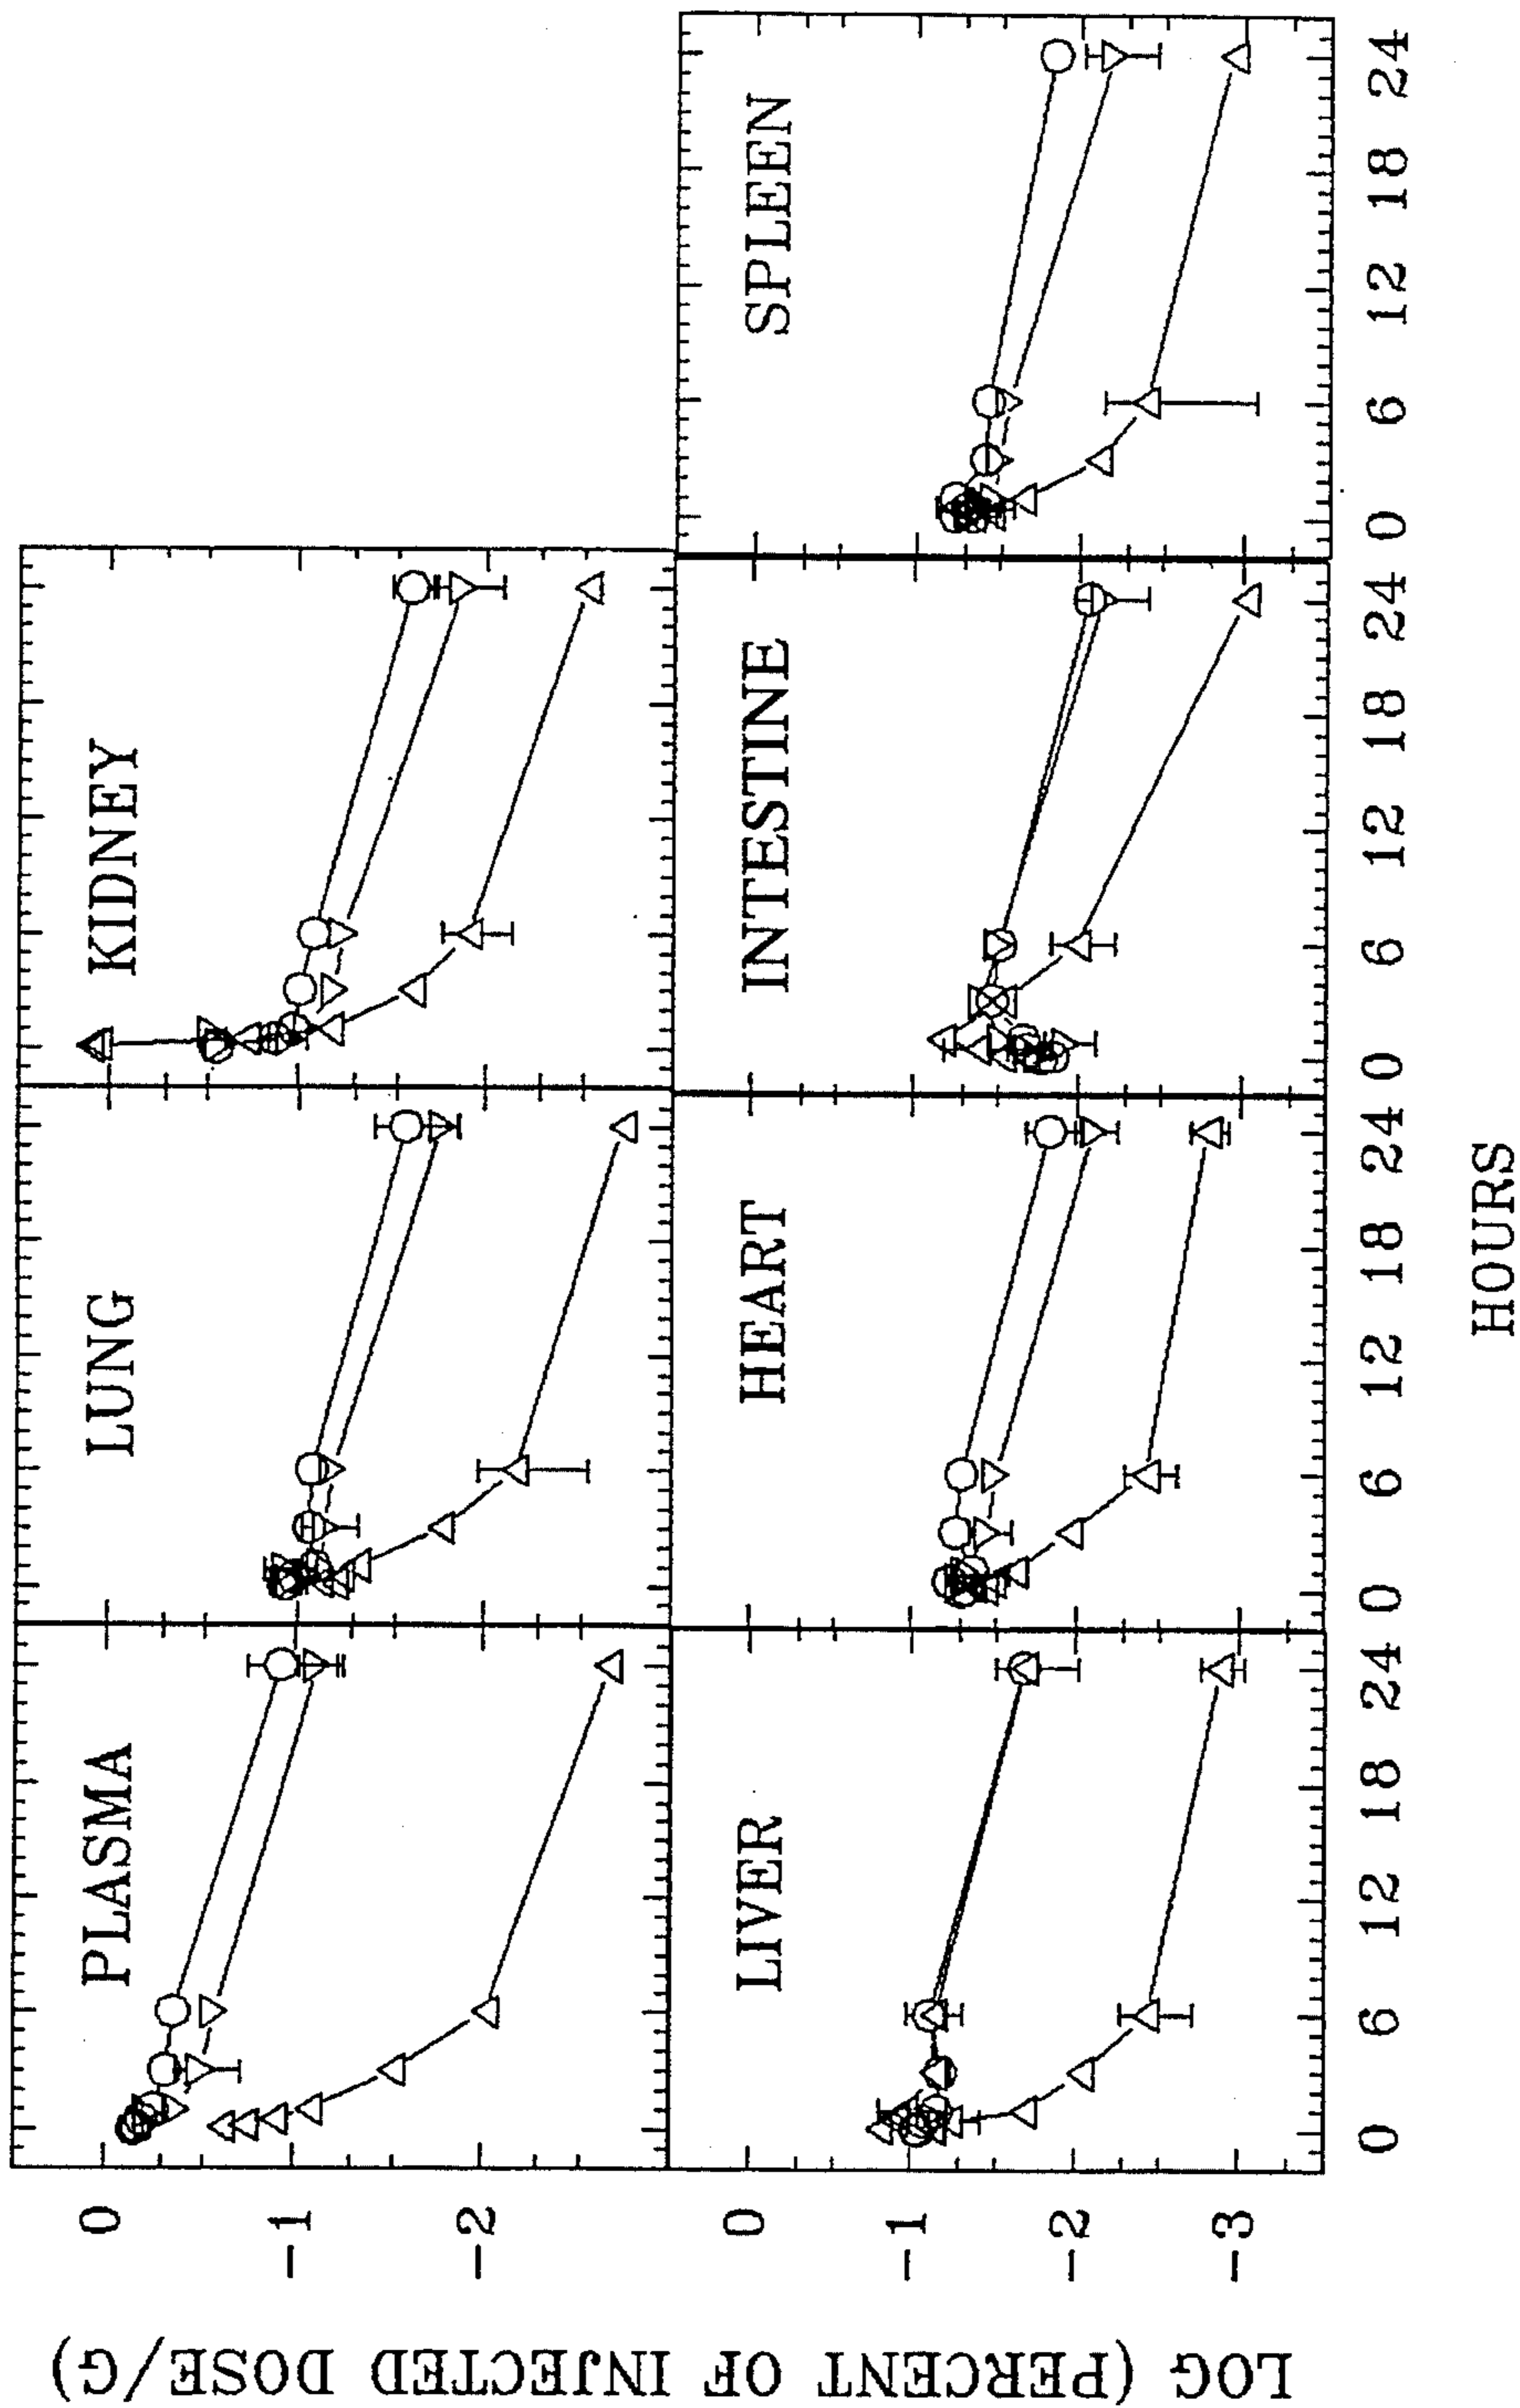 LOG (PERCENT OF INJECTED DOSE/G)
PLASMA
LUNG
KIDNEY
0
-1
-2
LIVER
HEART
INTESTINE
SPLEEN
0
-1
-2
-3
0 6 12 18 24 0 6 12 18 24 0 6 12 18 24 0 6 12 18 24
HOURS